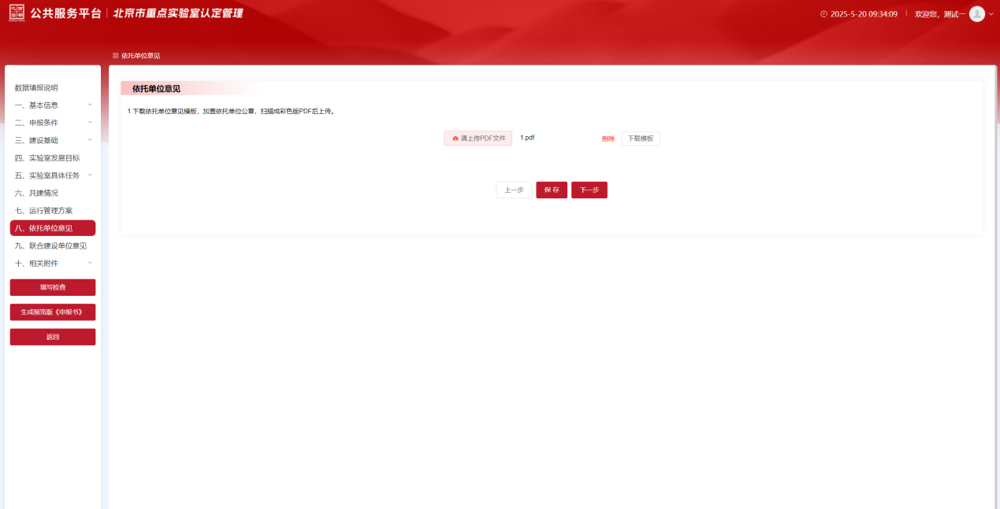 公共服务平台 北京市重点实验室认定管理
2025-5-20 09:34:09 欢迎您，测试一
依托单位意见
数据填报说明
一、基本信息
二、申报条件
三、建设基础
四、实验室发展目标
五、实验室具体任务
六、共建情况
七、运行管理方案
八、依托单位意见
九、联合建设单位意见
十、相关附件
填写检查
生成预览版《申报书》
返回
依托单位意见
1.下载依托单位意见模板，加盖依托单位公章，扫描成彩色版PDF后上传。
请上传PDF文件 1.pdf 删除 下载模板
上一步 保存 下一步